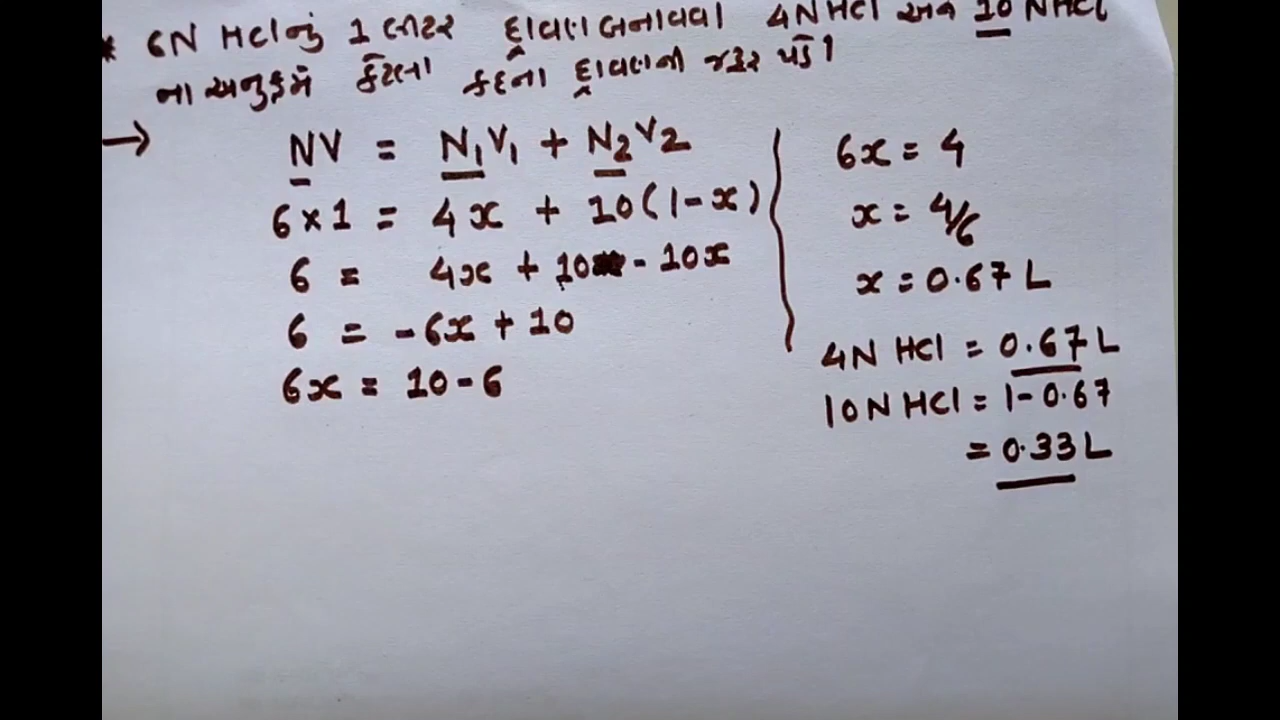 * 6N HCl નું 1 લીટર દ્રાવણ બનાવવા 4N HCl અને 10 N HCl
ના અનુક્રમે કેટલા કદના દ્રાવણની જરૂર પડે ?
→ NV = N₁V₁ + N₂V₂
6 × 1 = 4x + 10(1-x)
6 = 4x + 10 - 10x
6 = -6x + 10
6x = 10 - 6
6x = 4
x = 4/6
x = 0.67 L
4N HCl = 0.67 L
10N HCl = 1 - 0.67
= 0.33 L